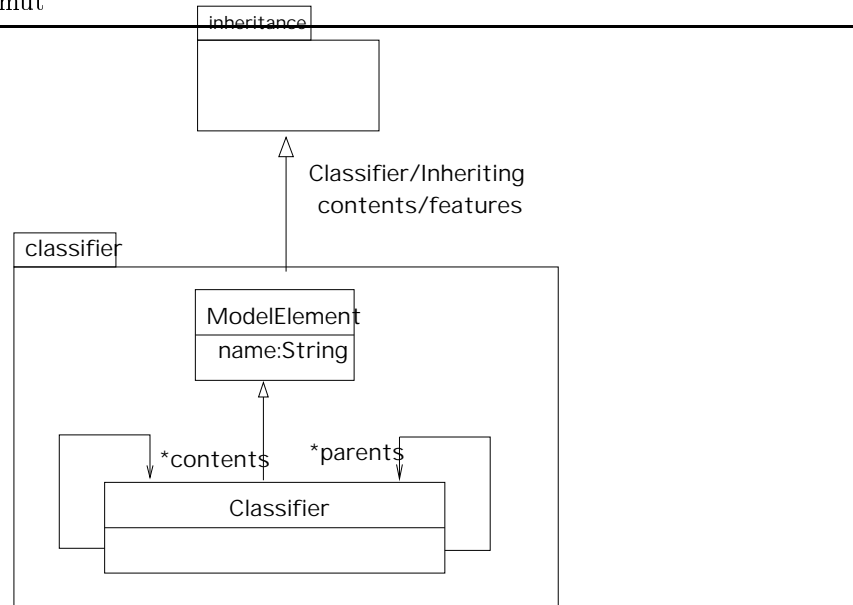 inheritance
Classifier/Inheriting
contents/features
classifier
ModelElement
name:String
*contents
*parents
Classifier